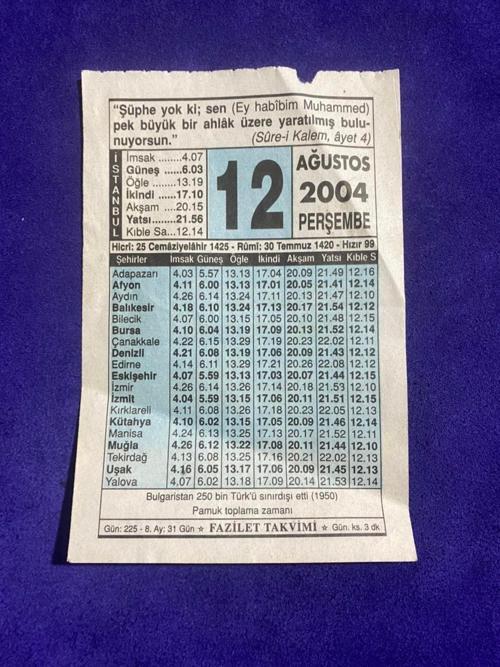 “Şüphe yok ki; sen (Ey habîbim Muhammed)
pek büyük bir ahlâk üzere yaratılmış bulu-
nuyorsun.” (Sûre-i Kalem, âyet 4)
İSTANBUL
İmsak ........4.07
Güneş ......6.03
Öğle .......13.19
İkindi ......17.10
Akşam ...20.15
Yatsı........21.56
Kıble Sa...12.14
12
AĞUSTOS
2004
PERŞEMBE
Hicrî: 25 Cemâziyelâhir 1425 - Rûmî: 30 Temmuz 1420 - Hızır 99
Şehirler İmsak Güneş Öğle İkindi Akşam Yatsı Kıble S
Adapazarı 4.03 5.57 13.13 17.04 20.09 21.49 12.16
Afyon 4.11 6.00 13.13 17.01 20.05 21.41 12.14
Aydın 4.26 6.14 13.24 17.11 20.13 21.47 12.10
Balıkesir 4.18 6.10 13.24 17.13 20.17 21.54 12.12
Bilecik 4.07 6.00 13.15 17.05 20.10 21.48 12.15
Bursa 4.10 6.04 13.19 17.09 20.13 21.52 12.14
Çanakkale 4.22 6.15 13.29 17.19 20.23 22.02 12.11
Denizli 4.21 6.08 13.19 17.06 20.09 21.43 12.12
Edirne 4.14 6.11 13.29 17.21 20.26 22.08 12.12
Eskişehir 4.07 5.59 13.13 17.03 20.07 21.44 12.15
İzmir 4.26 6.14 13.26 17.14 20.18 21.53 12.10
İzmit 4.04 5.59 13.15 17.06 20.11 21.51 12.15
Kırklareli 4.11 6.08 13.26 17.18 20.23 22.05 12.13
Kütahya 4.10 6.02 13.15 17.05 20.09 21.46 12.14
Manisa 4.24 6.13 13.25 17.13 20.17 21.52 12.11
Muğla 4.26 6.12 13.22 17.08 20.11 21.44 12.10
Tekirdağ 4.13 6.08 13.25 17.16 20.21 22.02 12.13
Uşak 4.16 6.05 13.17 17.06 20.09 21.45 12.13
Yalova 4.07 6.02 13.18 17.09 20.14 21.53 12.14
Bulgaristan 250 bin Türk'ü sınırdışı etti (1950)
Pamuk toplama zamanı
Gün: 225 - 8. Ay: 31 Gün ☆ FAZİLET TAKVİMİ ☆ Gün. ks. 3 dk